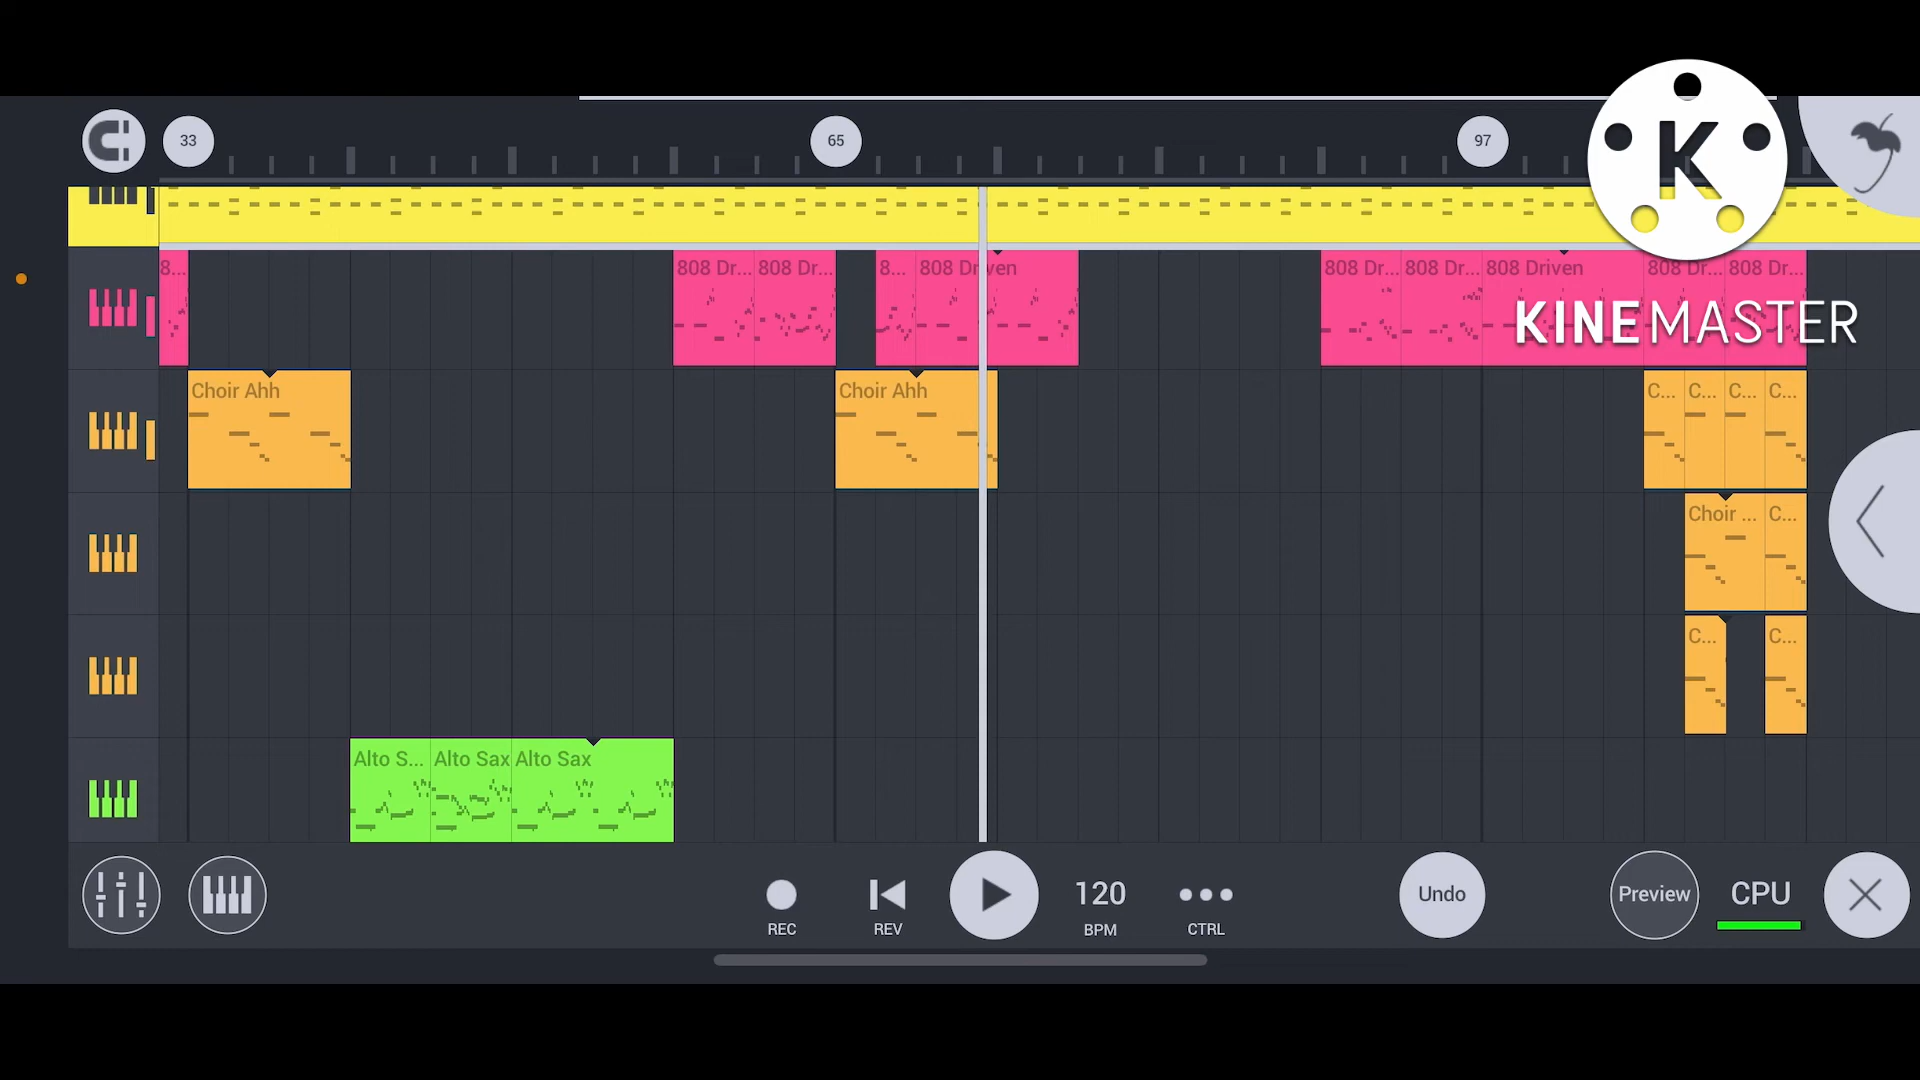 33
65
97
K
KINEMASTER
8...
808 Dr...
808 Dr...
8...
808 Driven
808 Dr...
808 Dr...
808 Driven
808 Dr...
808 Dr...
Choir Ahh
Choir Ahh
C...
C...
C...
C...
Choir ...
C...
C...
C...
Alto S...
Alto Sax
Alto Sax
REC
REV
120
BPM
CTRL
Undo
Preview
CPU